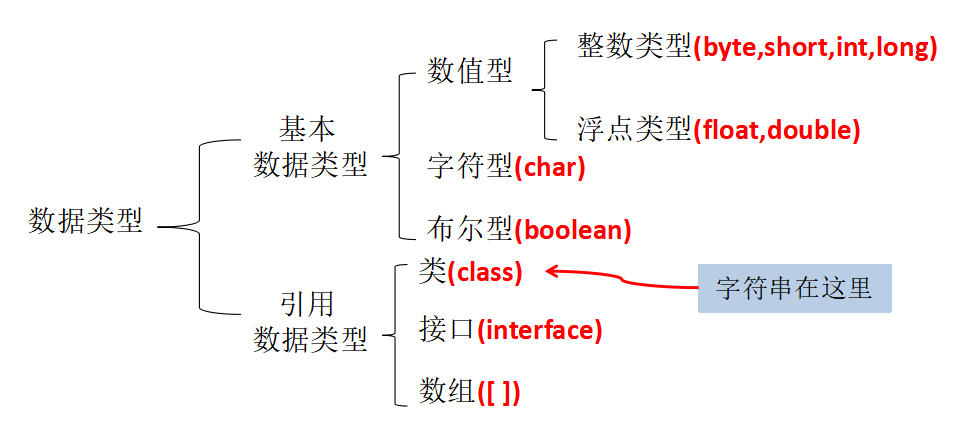 整数类型(byte,short,int,long)
数值型
浮点类型(float,double)
基本
数据类型
字符型(char)
布尔型(boolean)
数据类型
类(class)
字符串在这里
引用
数据类型
接口(interface)
数组([ ])